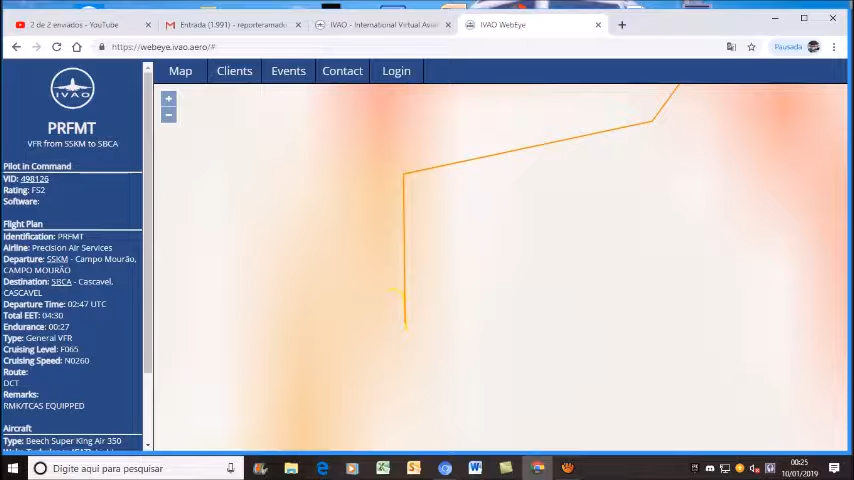 2 de 2 enviados - YouTube
Entrada (1.991) - reporteramad
IVAO - International Virtual Avia
IVAO WebEye
https://webeye.ivao.aero/#
Pausada
Map
Clients
Events
Contact
Login
+
−
IVAO
PRFMT
VFR from SSKM to SBCA
Pilot in Command
VID: 498126
Rating: FS2
Software:
Flight Plan
Identification: PRFMT
Airline: Precision Air Services
Departure: SSKM - Campo Mourão,
CAMPO MOURÃO
Destination: SBCA - Cascavel,
CASCAVEL
Departure Time: 02:47 UTC
Total EET: 04:30
Endurance: 00:27
Type: General VFR
Cruising Level: F065
Cruising Speed: N0260
Route:
DCT
Remarks:
RMK/TCAS EQUIPPED
Aircraft
Type: Beech Super King Air 350
Digite aqui para pesquisar
00:25
10/01/2019